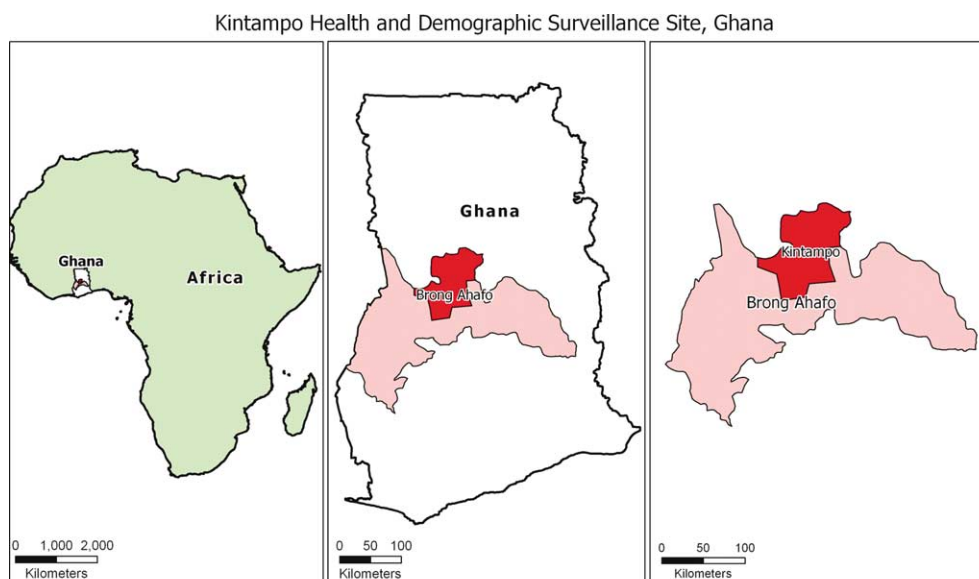 Kintampo Health and Demographic Surveillance Site, Ghana
Ghana
Africa
0 1,000 2,000
Kilometers
Ghana
Brong Ahafo
0 50 100
Kilometers
Kintampo
Brong Ahafo
0 50 100
Kilometers